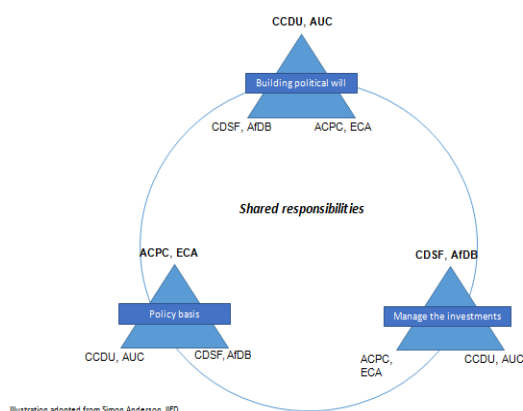 CCDU, AUC
Building political will
CDSF, AfDB
ACPC, ECA
Shared responsibilities
ACPC, ECA
Policy basis
CCDU, AUC
CDSF, AfDB
CDSF, AfDB
Manage the investments
ACPC,
ECA
CCDU, AUC
Illustration adopted from Simon Anderson, IIED